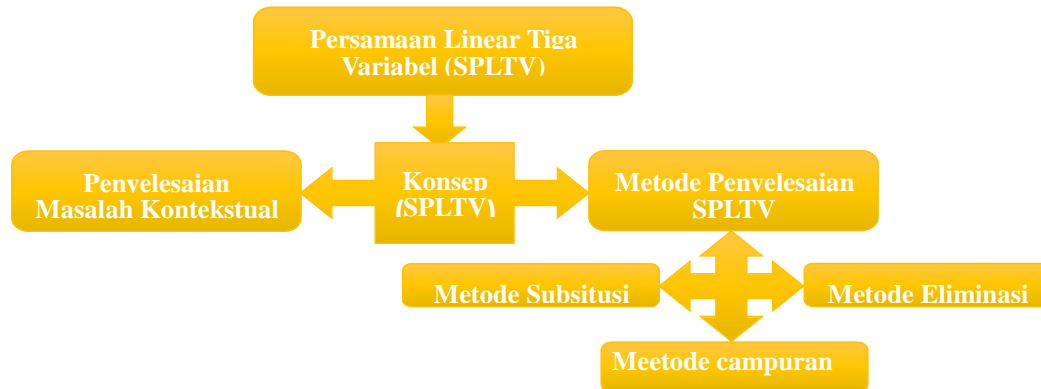 Persamaan Linear Tiga
Variabel (SPLTV)
Penyelesaian
Masalah Kontekstual
Konsep
(SPLTV)
Metode Penyelesaian
SPLTV
Metode Subsitusi
Metode Eliminasi
Meetode campuran